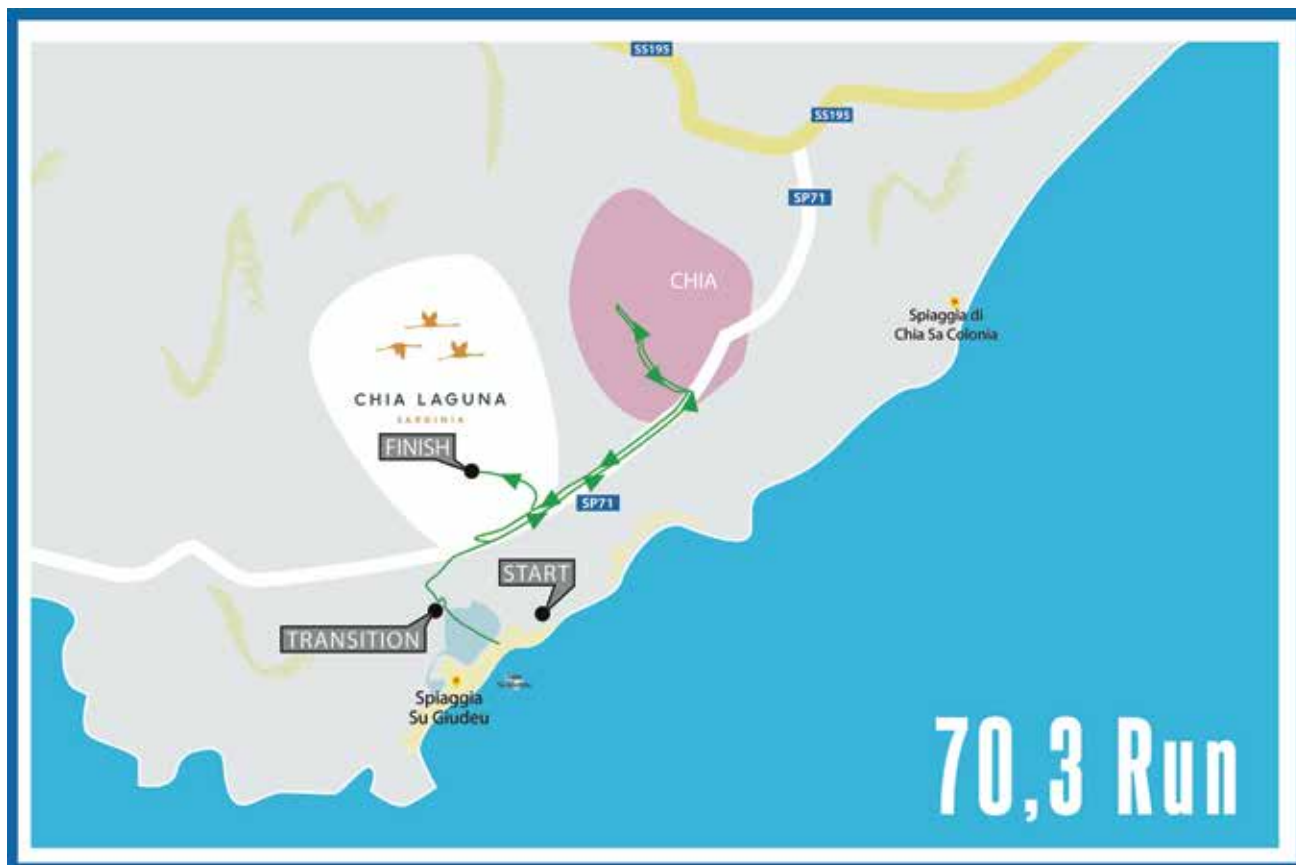 SS195
SS195
SP71
CHIA
Spiaggia di
Chia Sa Colonia
CHIA LAGUNA
SARDINIA
FINISH
SP71
START
TRANSITION
Spiaggia
Su Giudeu
70,3 Run